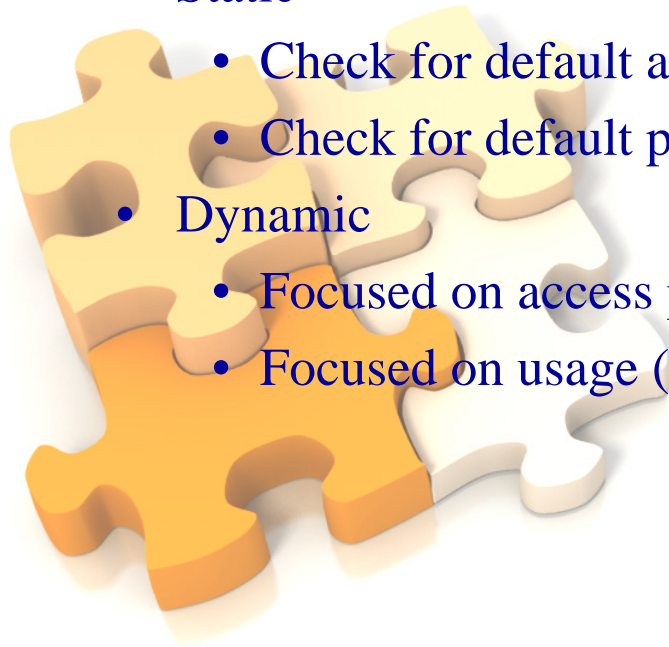 • Check for default a
• Check for default p
• Dynamic
• Focused on access
• Focused on usage (